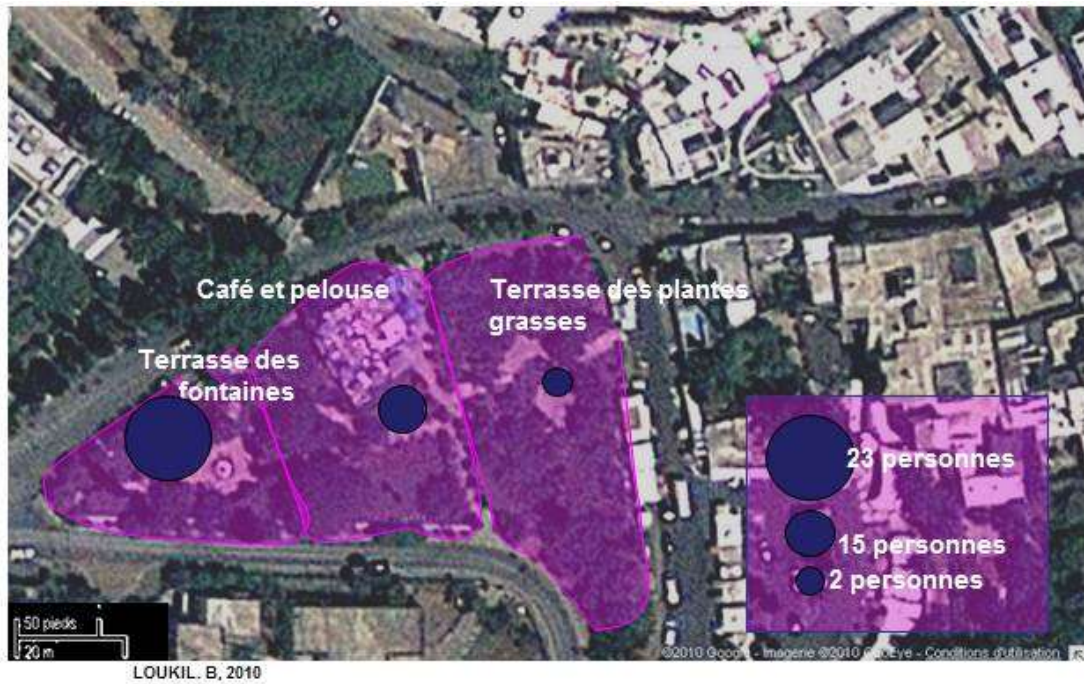 Café et pelouse
Terrasse des plantes
grasses
Terrasse des
fontaines
23 personnes
15 personnes
2 personnes
50 pieds
20 m
©2010 Google - Imagerie ©2010 GeoEye - Conditions d'utilisation
LOUKIL. B, 2010